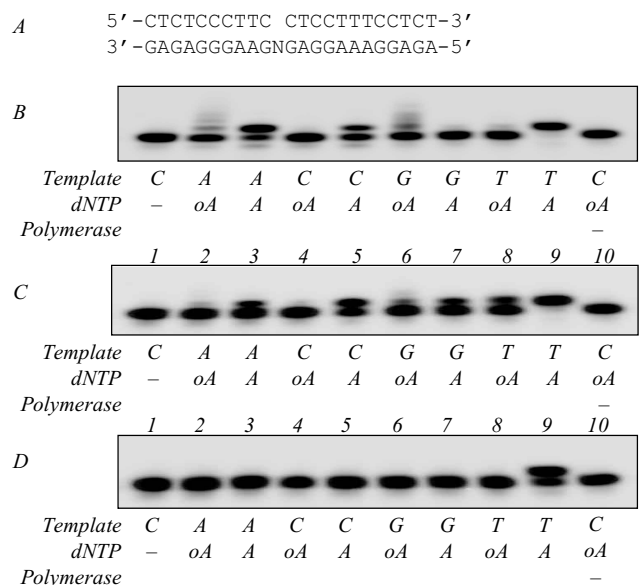 A
5’-CTCTCCCTTC CTCCTTTCCTCT-3’
3’-GAGAGGGAAGNGAGGAAAGGAGA-5’
B
Template C A A C C G G T T C
dNTP – oA A oA A oA A oA A oA
Polymerase –
1 2 3 4 5 6 7 8 9 10
C
Template C A A C C G G T T C
dNTP – oA A oA A oA A oA A oA
Polymerase –
1 2 3 4 5 6 7 8 9 10
D
Template C A A C C G G T T C
dNTP – oA A oA A oA A oA A oA
Polymerase –